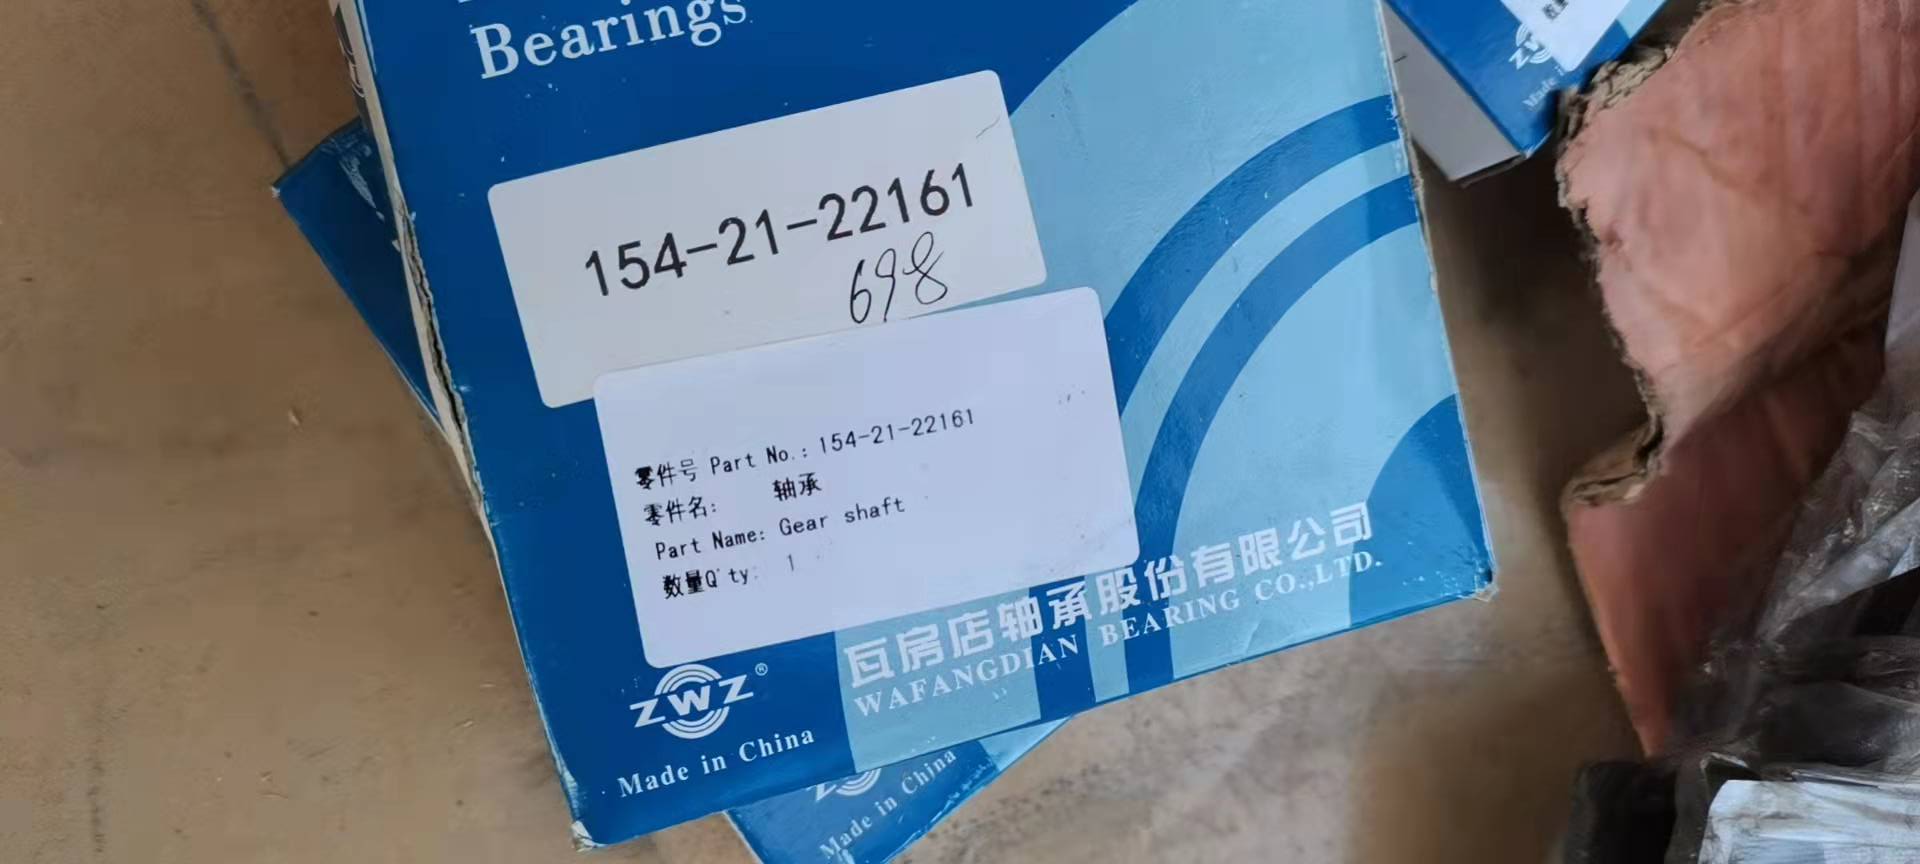 Bearings
154-21-22161
698
零件号 Part No.: 154-21-22161
零件名: 轴承
Part Name: Gear shaft
数量Q'ty: 1
ZWZ®
瓦房店轴承股份有限公司
WAFANGDIAN BEARING CO.,LTD.
Made in China
Made in China
ZWZ
Made